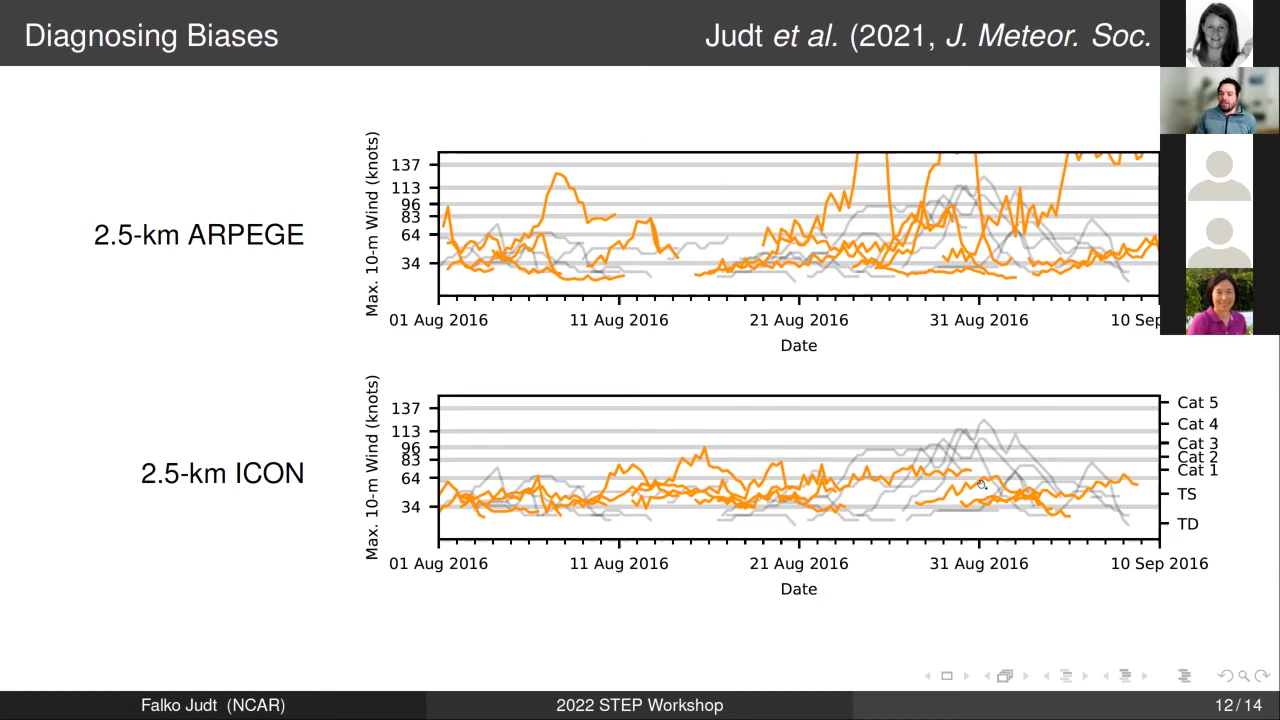 Diagnosing Biases
Judt et al. (2021, J. Meteor. Soc.
2.5-km ARPEGE
Max. 10-m Wind (knots)
137
113
96
83
64
34
01 Aug 2016
11 Aug 2016
21 Aug 2016
31 Aug 2016
10 Sep
Date
2.5-km ICON
Max. 10-m Wind (knots)
137
113
96
83
64
34
Cat 5
Cat 4
Cat 3
Cat 2
Cat 1
TS
TD
01 Aug 2016
11 Aug 2016
21 Aug 2016
31 Aug 2016
10 Sep 2016
Date
Falko Judt (NCAR)
2022 STEP Workshop
12 / 14